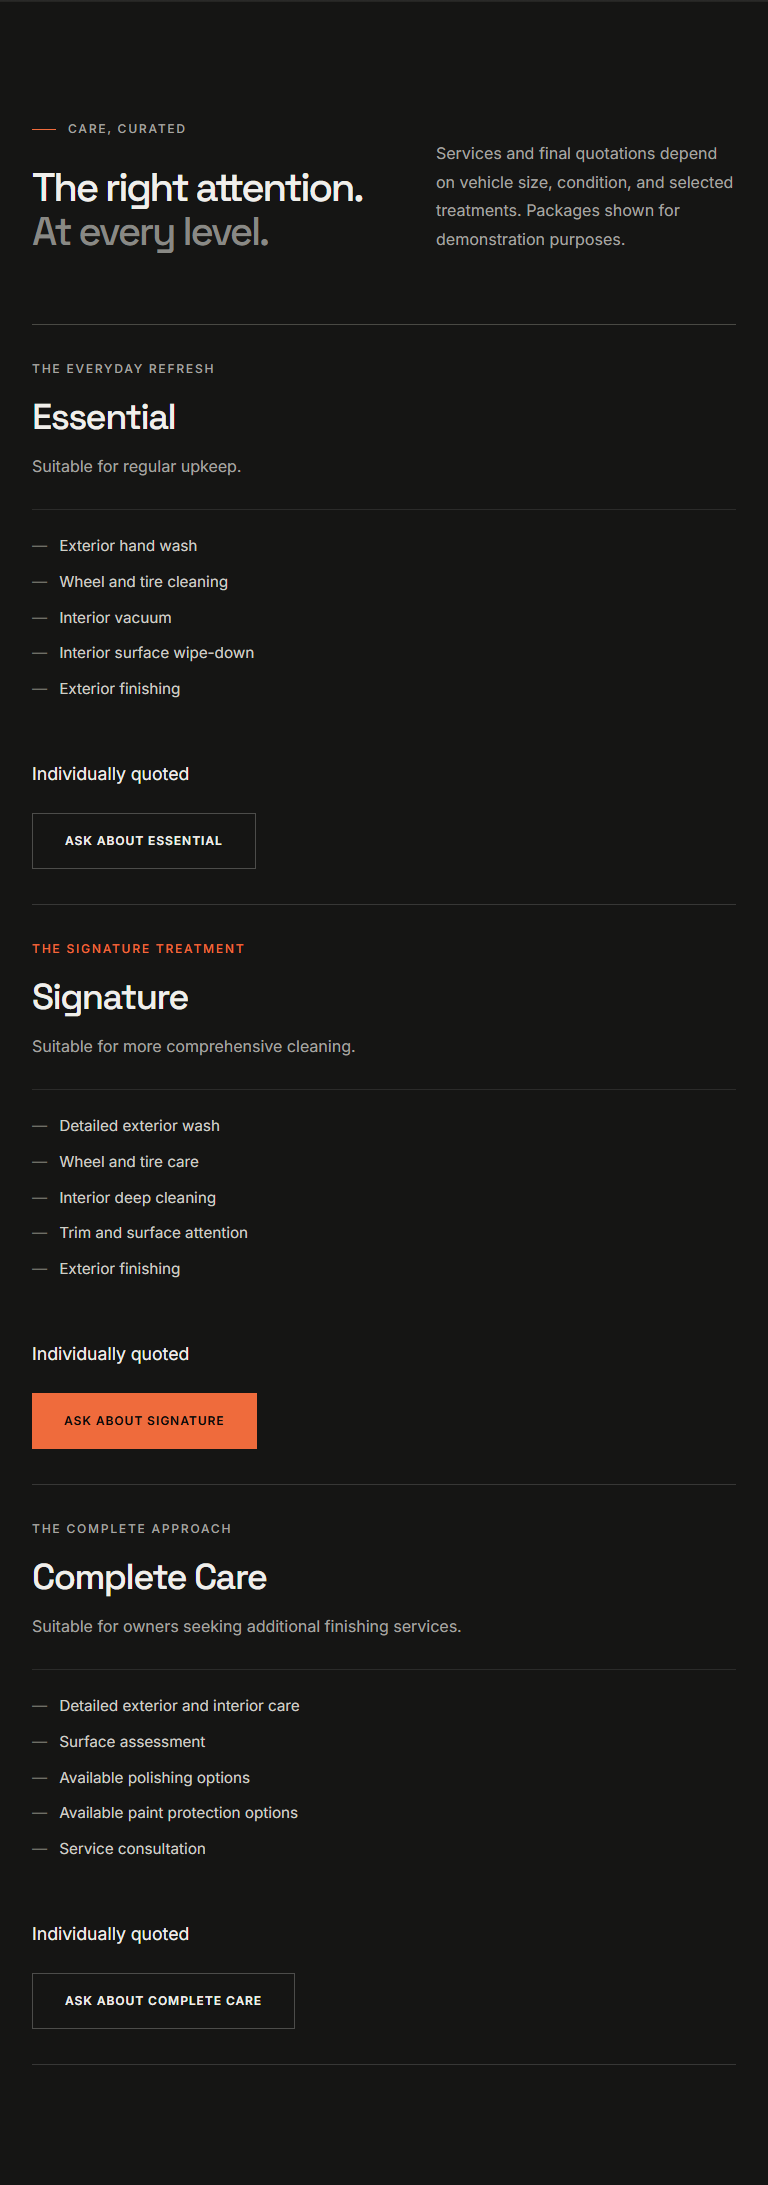 CARE, CURATED
The right attention.
At every level.
Services and final quotations depend
on vehicle size, condition, and selected
treatments. Packages shown for
demonstration purposes.
THE EVERYDAY REFRESH
Essential
Suitable for regular upkeep.
— Exterior hand wash
— Wheel and tire cleaning
— Interior vacuum
— Interior surface wipe-down
— Exterior finishing
Individually quoted
ASK ABOUT ESSENTIAL
THE SIGNATURE TREATMENT
Signature
Suitable for more comprehensive cleaning.
— Detailed exterior wash
— Wheel and tire care
— Interior deep cleaning
— Trim and surface attention
— Exterior finishing
Individually quoted
ASK ABOUT SIGNATURE
THE COMPLETE APPROACH
Complete Care
Suitable for owners seeking additional finishing services.
— Detailed exterior and interior care
— Surface assessment
— Available polishing options
— Available paint protection options
— Service consultation
Individually quoted
ASK ABOUT COMPLETE CARE